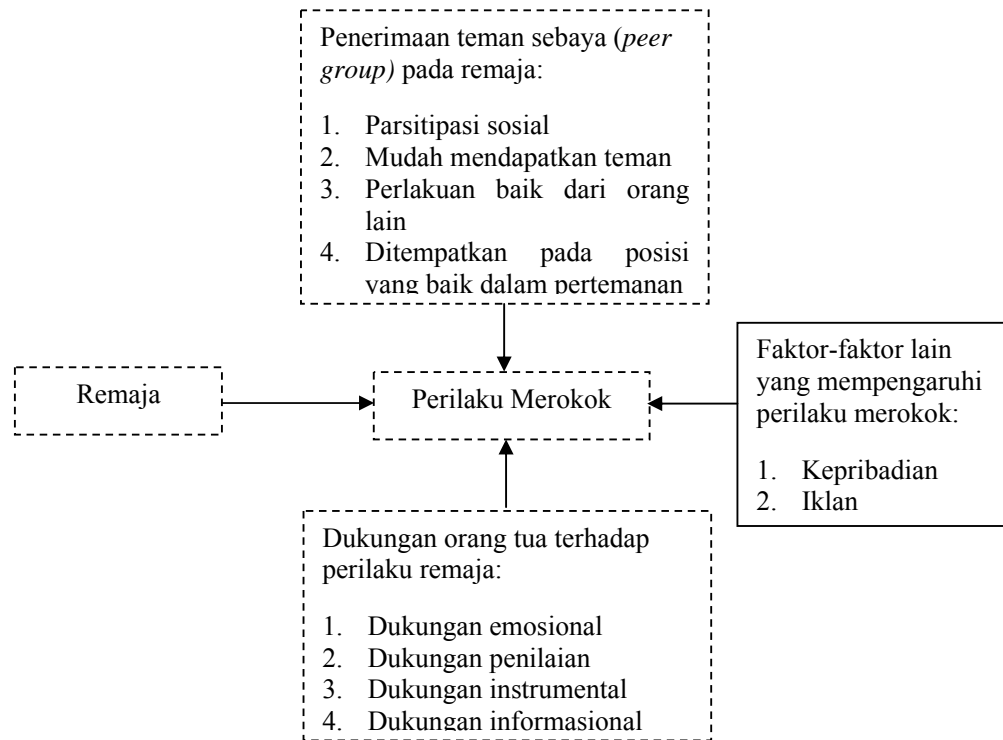 Penerimaan teman sebaya (peer
group) pada remaja:
1. Parsitipasi sosial
2. Mudah mendapatkan teman
3. Perlakuan baik dari orang
lain
4. Ditempatkan pada posisi
yang baik dalam pertemanan
Remaja
Perilaku Merokok
Faktor-faktor lain
yang mempengaruhi
perilaku merokok:
1. Kepribadian
2. Iklan
Dukungan orang tua terhadap
perilaku remaja:
1. Dukungan emosional
2. Dukungan penilaian
3. Dukungan instrumental
4. Dukungan informasional